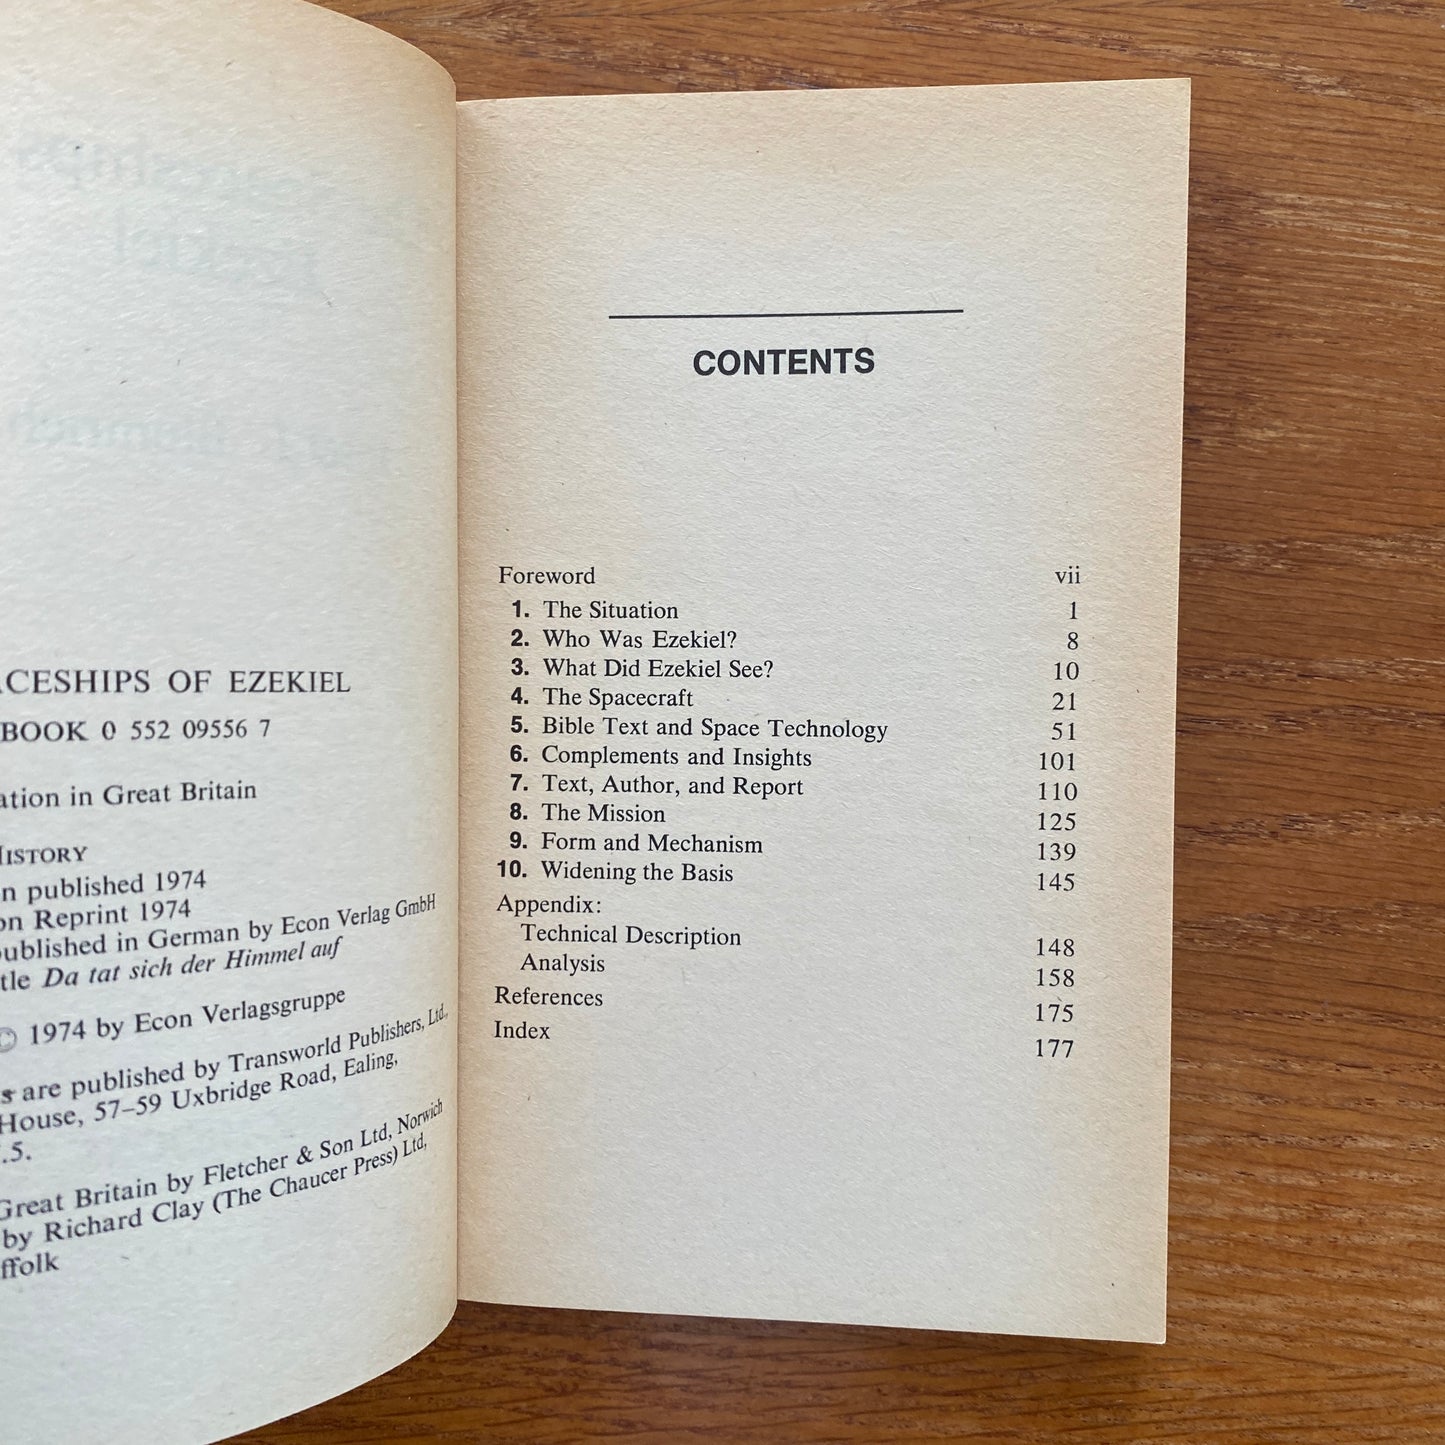 ACESHIPS OF EZEKIEL
BOOK 0 552 09556 7
ation in Great Britain
HISTORY
n published 1974
on Reprint 1974
published in German by Econ Verlag GmbH
tle Da tat sich der Himmel auf
© 1974 by Econ Verlagsgruppe
s are published by Transworld Publishers, Ltd.,
House, 57–59 Uxbridge Road, Ealing,
.5.
Great Britain by Fletcher & Son Ltd, Norwich
by Richard Clay (The Chaucer Press) Ltd,
ffolk
CONTENTS
Foreword vii
1. The Situation 1
2. Who Was Ezekiel? 8
3. What Did Ezekiel See? 10
4. The Spacecraft 21
5. Bible Text and Space Technology 51
6. Complements and Insights 101
7. Text, Author, and Report 110
8. The Mission 125
9. Form and Mechanism 139
10. Widening the Basis 145
Appendix:
Technical Description 148
Analysis 158
References 175
Index 177